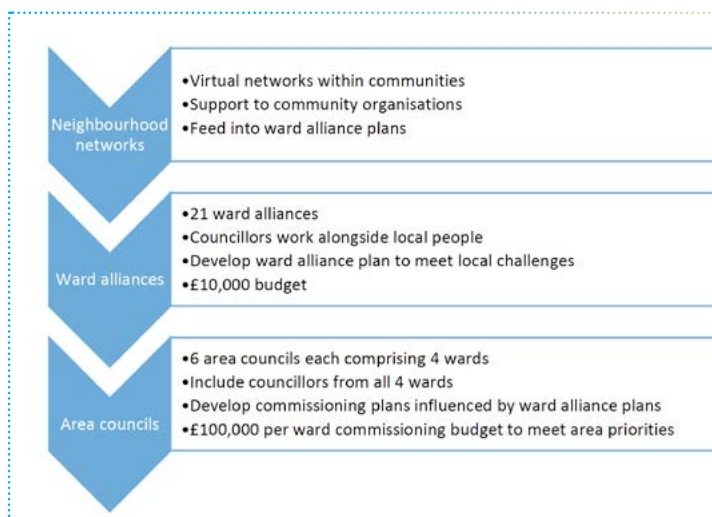 Neighbourhood
networks
•Virtual networks within communities
•Support to community organisations
•Feed into ward alliance plans
Ward alliances
•21 ward alliances
•Councillors work alongside local people
•Develop ward alliance plan to meet local challenges
•£10,000 budget
Area councils
•6 area councils each comprising 4 wards
•Include councillors from all 4 wards
•Develop commissioning plans influenced by ward alliance plans
•£100,000 per ward commissioning budget to meet area priorities